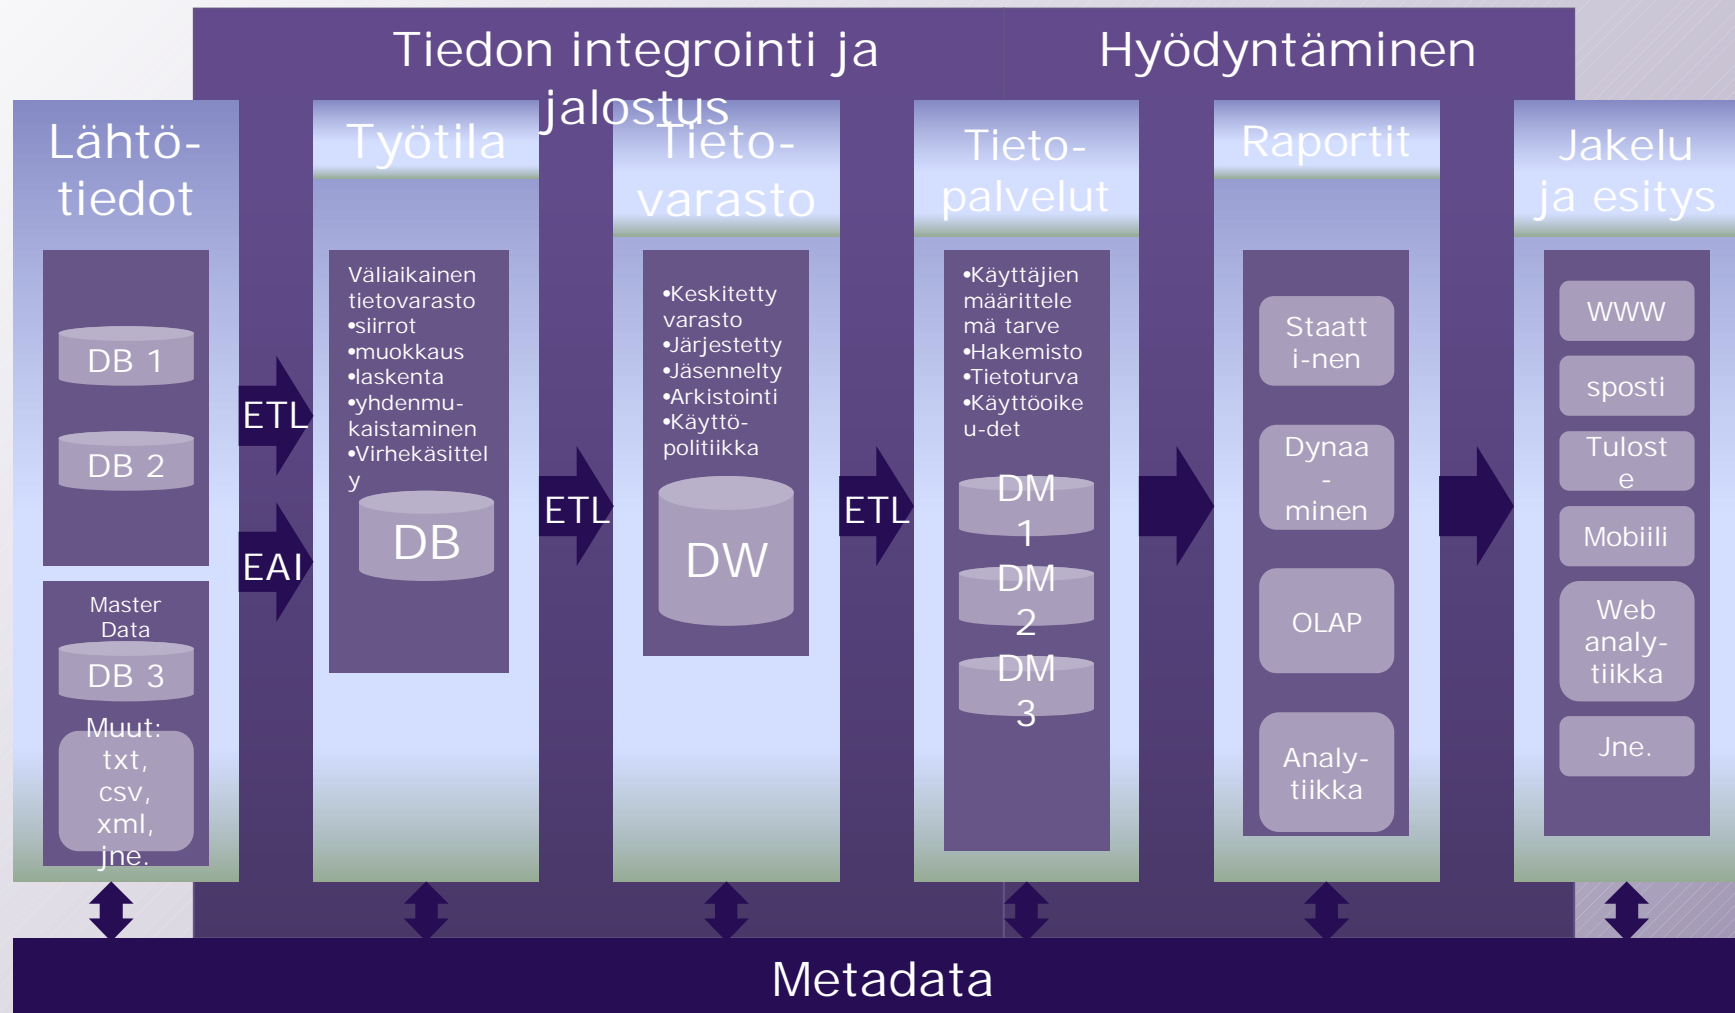 Tiedon integrointi ja
jalostus
Hyödyntäminen
Lähtö-
tiedot
DB 1
DB 2
Master
Data
DB 3
Muut:
txt,
csv,
xml,
jne.
ETL
EAI
Työtila
Väliaikainen
tietovarasto
•siirrot
•muokkaus
•laskenta
•yhdenmu-
kaistaminen
•Virhekäsittel
y
DB
ETL
Tieto-
varasto
•Keskitetty
varasto
•Järjestetty
•Jäsennelty
•Arkistointi
•Käyttö-
politiikka
DW
ETL
Tieto-
palvelut
•Käyttäjien
määrittele
mä tarve
•Hakemisto
•Tietoturva
•Käyttöoike
u-det
DM
1
DM
2
DM
3
Raportit
Staatt
i-nen
Dynaa
-
minen
OLAP
Analy-
tiikka
Jakelu
ja esitys
WWW
sposti
Tulost
e
Mobiili
Web
analy-
tiikka
Jne.
Metadata